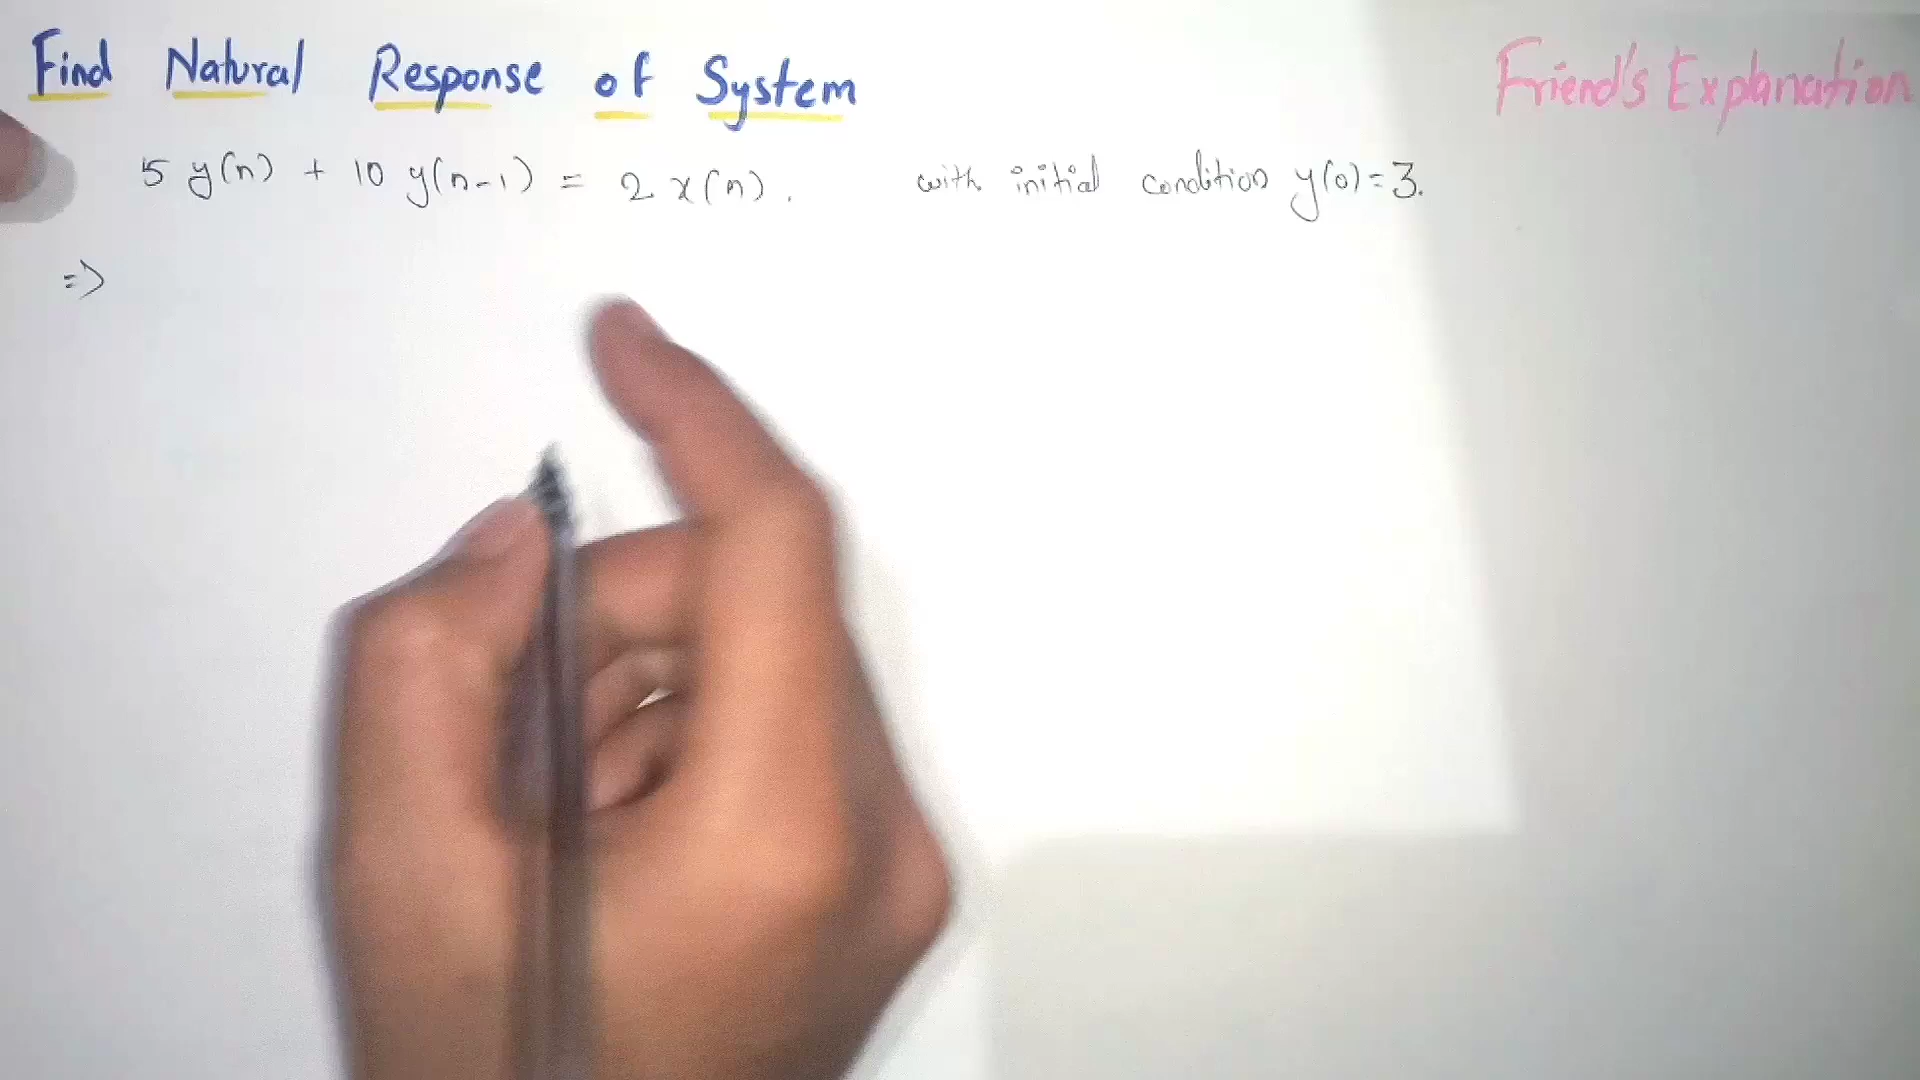 Find Natural Response of System
Friend's Explanation
5 y(n) + 10 y(n-1) = 2 x(n). with initial condition y(0)=3.
=>